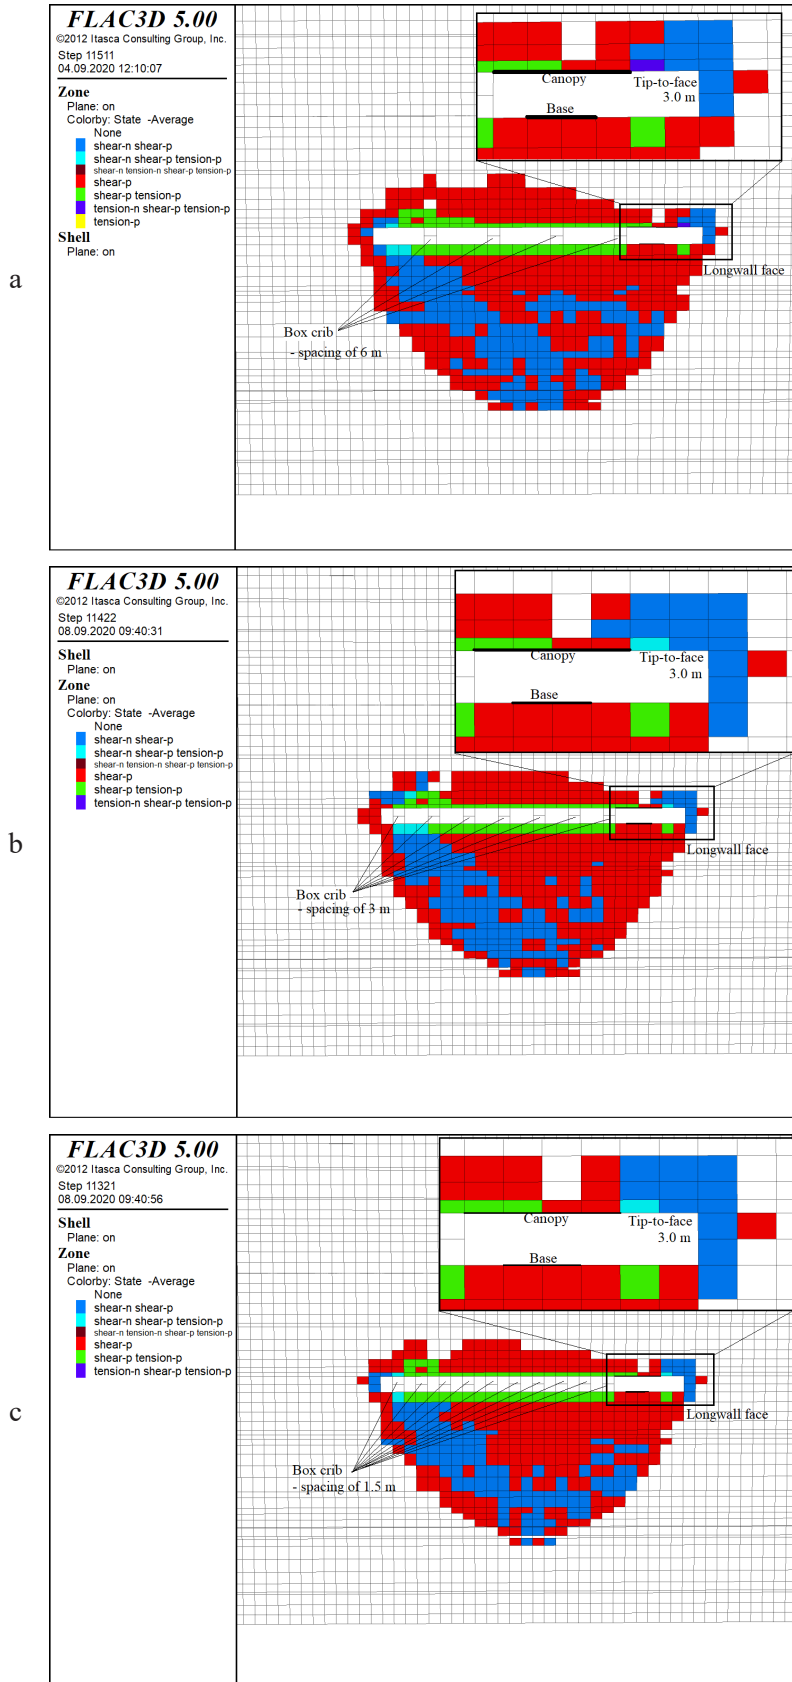 FLAC3D 5.00
©2012 Itasca Consulting Group, Inc.
Step 11511
04.09.2020 12:10:07
Zone
Plane: on
Colorby: State -Average
None
shear-n shear-p
shear-n shear-p tension-p
shear-n tension-n shear-p tension-p
shear-p
shear-p tension-p
tension-n shear-p tension-p
tension-p
Shell
Plane: on
Canopy
Tip-to-face
3.0 m
Base
Longwall face
Box crib
- spacing of 6 m
a
FLAC3D 5.00
©2012 Itasca Consulting Group, Inc.
Step 11422
08.09.2020 09:40:31
Shell
Plane: on
Zone
Plane: on
Colorby: State -Average
None
shear-n shear-p
shear-n shear-p tension-p
shear-n tension-n shear-p tension-p
shear-p
shear-p tension-p
tension-n shear-p tension-p
Canopy
Tip-to-face
3.0 m
Base
Longwall face
Box crib
- spacing of 3 m
b
FLAC3D 5.00
©2012 Itasca Consulting Group, Inc.
Step 11321
08.09.2020 09:40:56
Shell
Plane: on
Zone
Plane: on
Colorby: State -Average
None
shear-n shear-p
shear-n shear-p tension-p
shear-n tension-n shear-p tension-p
shear-p
shear-p tension-p
tension-n shear-p tension-p
Canopy
Tip-to-face
3.0 m
Base
Longwall face
Box crib
- spacing of 1.5 m
c